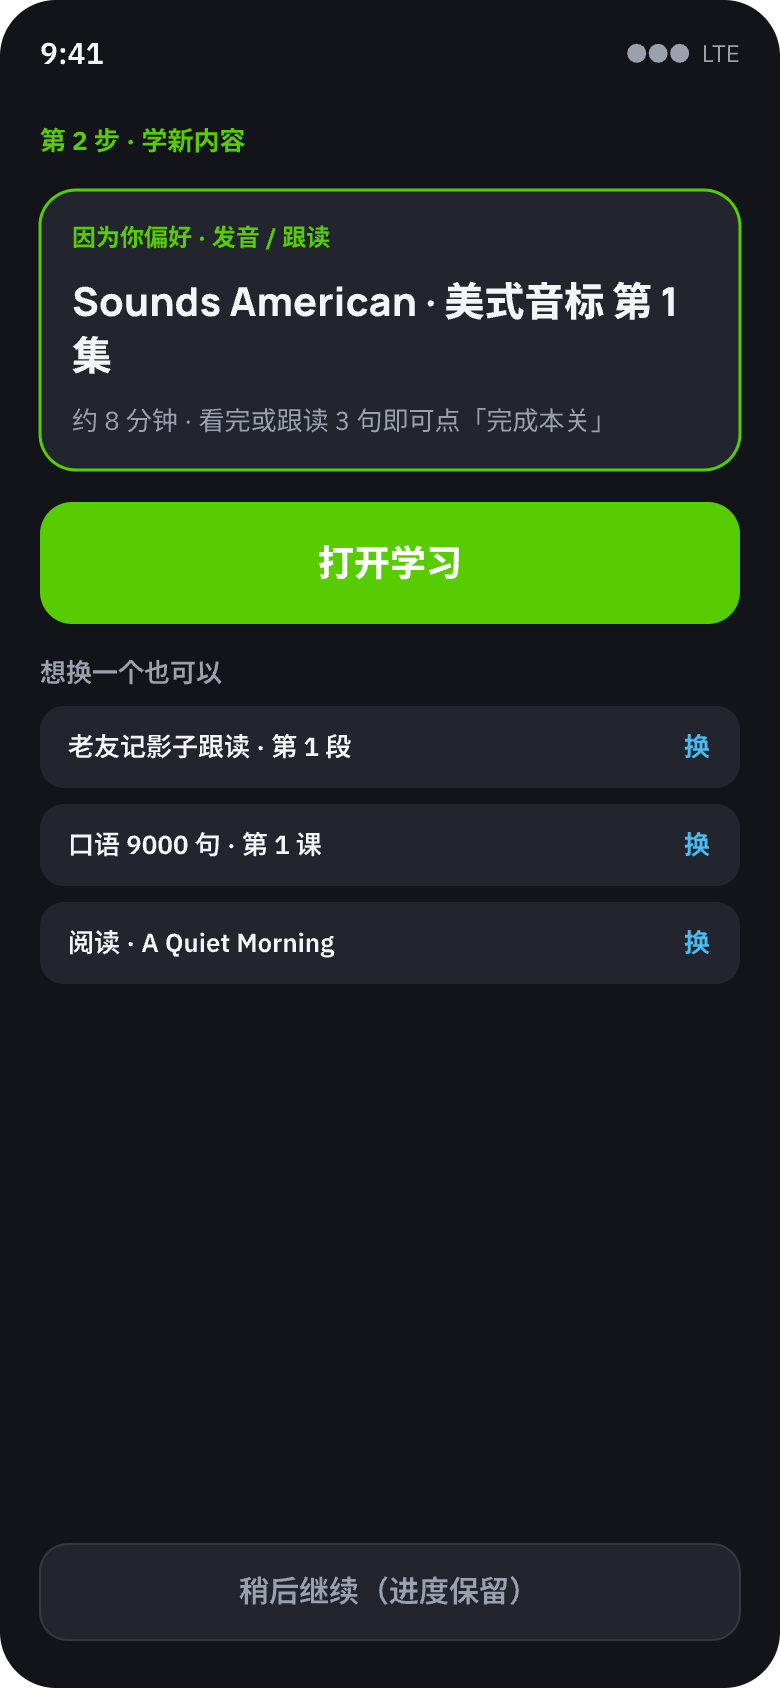 9:41
LTE
第 2 步 · 学新内容
因为你偏好 · 发音 / 跟读
Sounds American · 美式音标 第 1
集
约 8 分钟 · 看完或跟读 3 句即可点「完成本关」
打开学习
想换一个也可以
老友记影子跟读 · 第 1 段
换
口语 9000 句 · 第 1 课
换
阅读 · A Quiet Morning
换
稍后继续（进度保留）